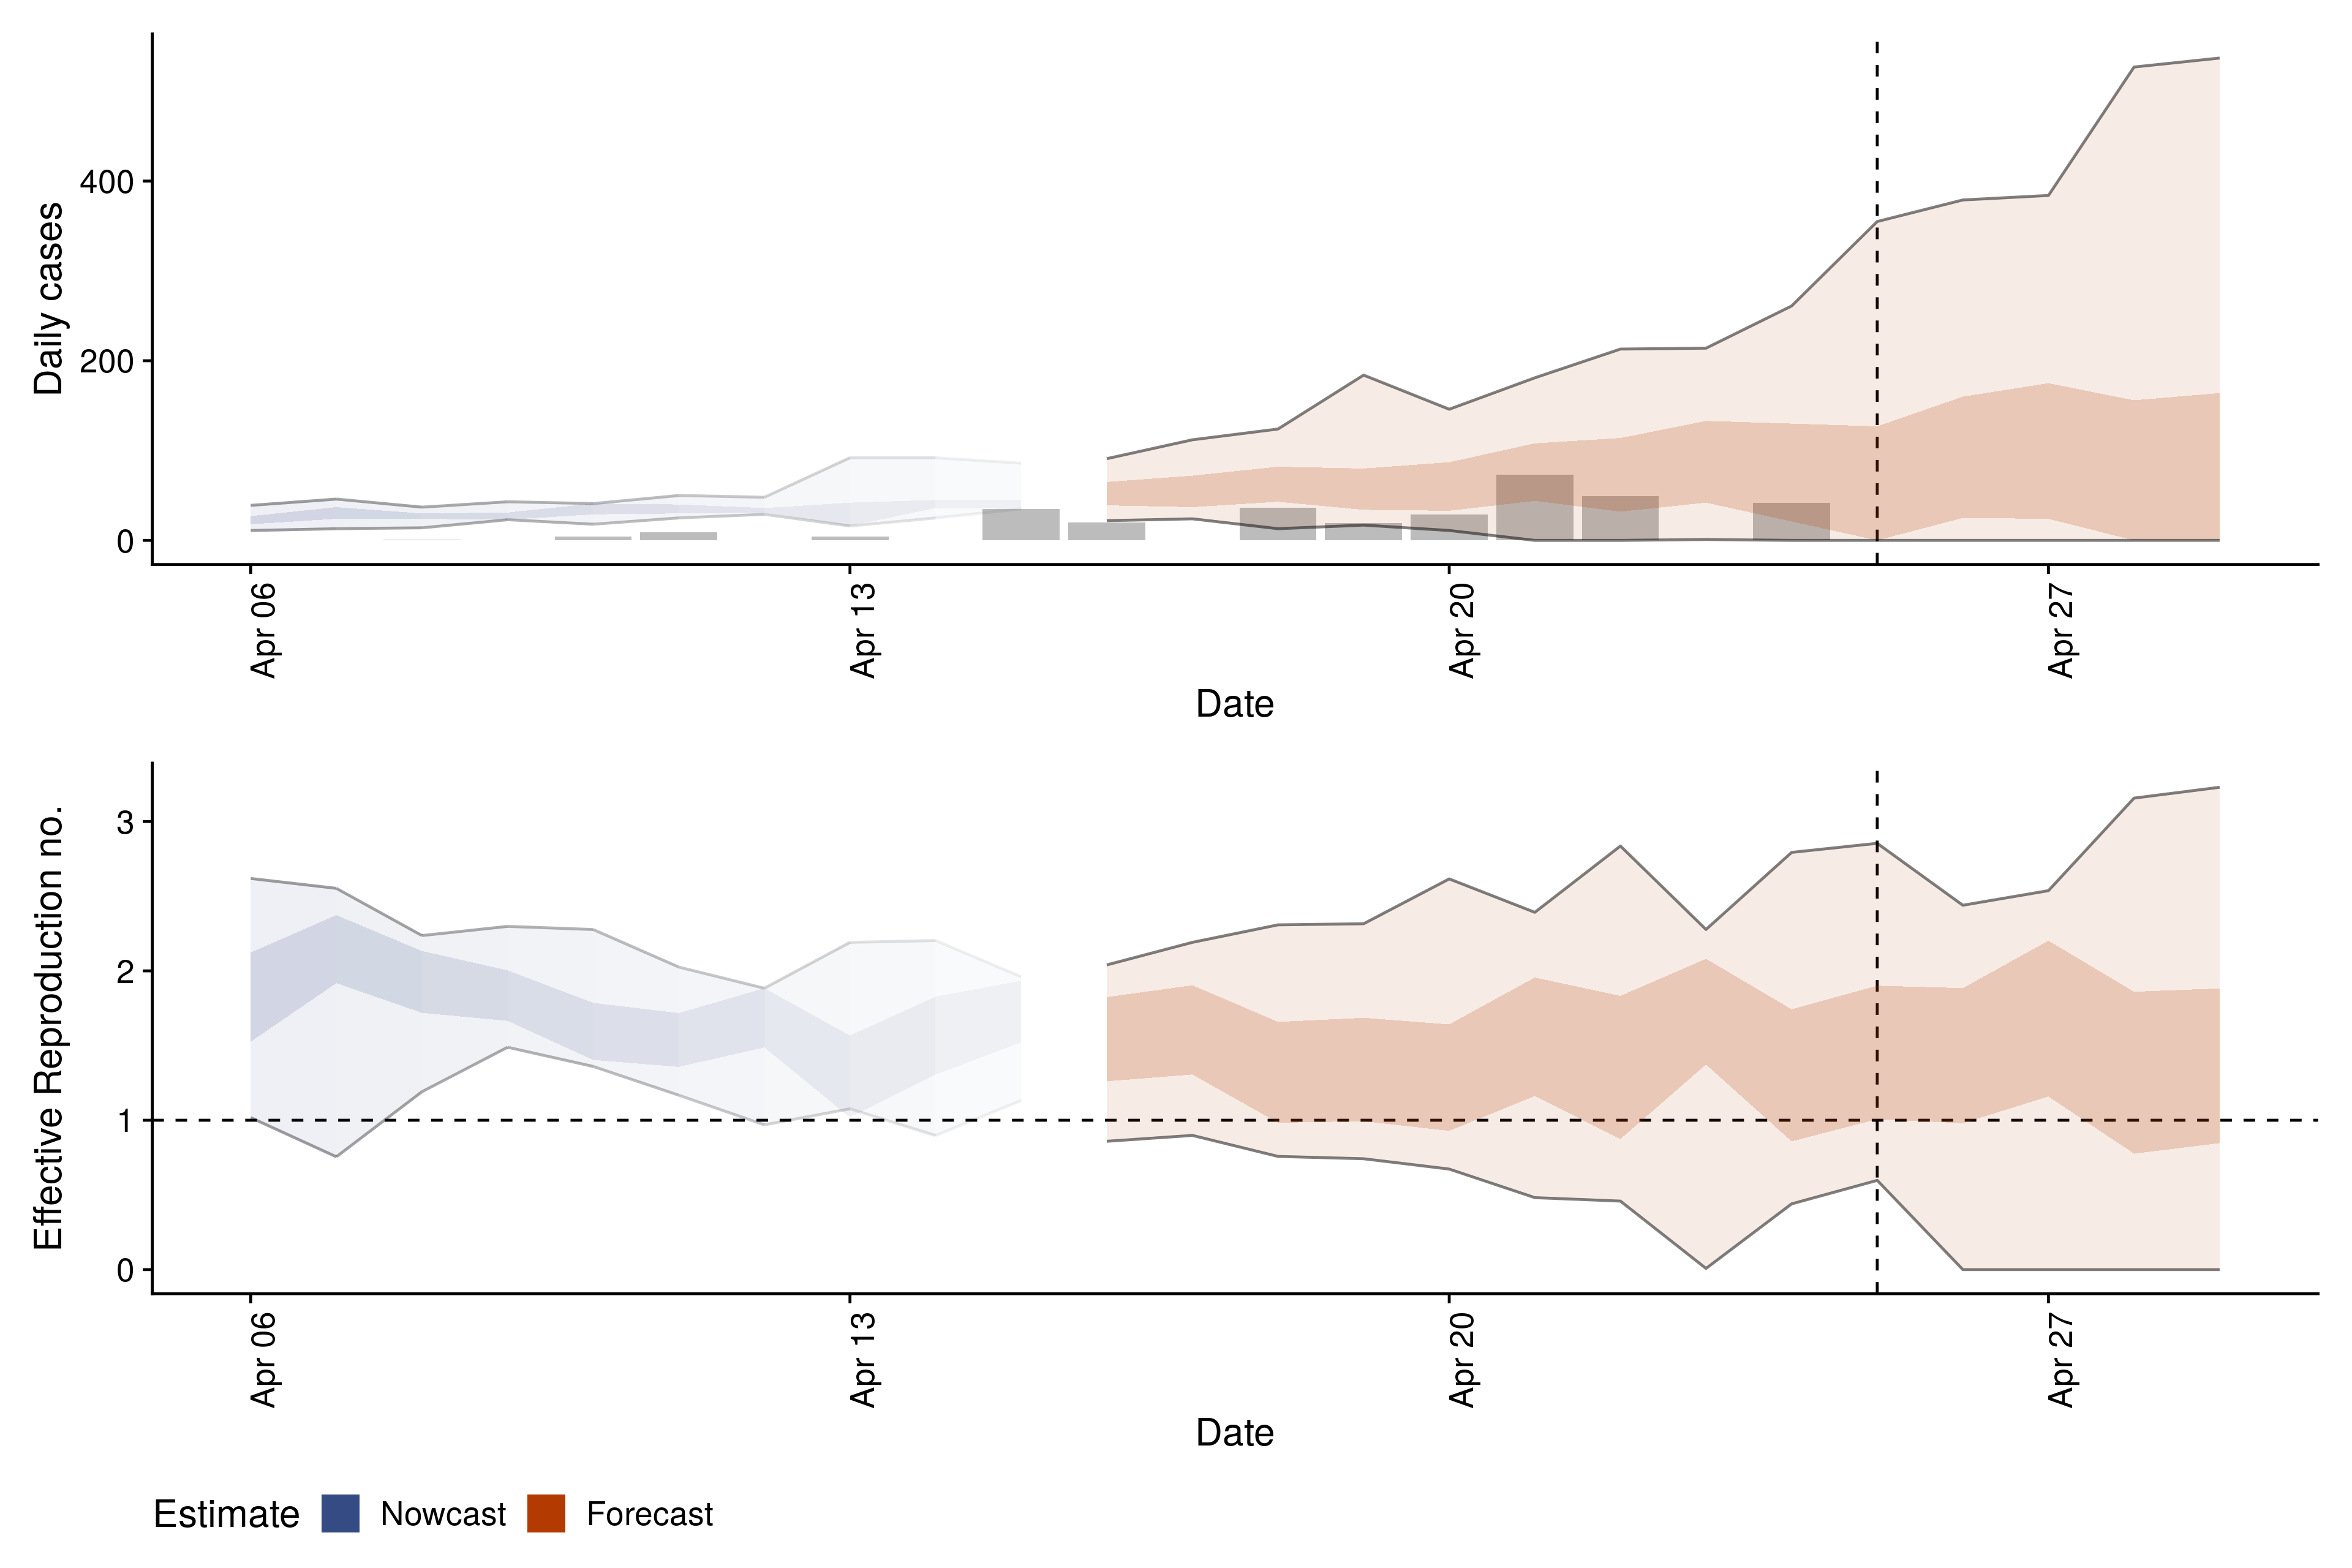 Daily cases
400
200
0
Apr 06
Apr 13
Apr 20
Apr 27
Date
Effective Reproduction no.
3
2
1
0
Apr 06
Apr 13
Apr 20
Apr 27
Date
Estimate Nowcast Forecast